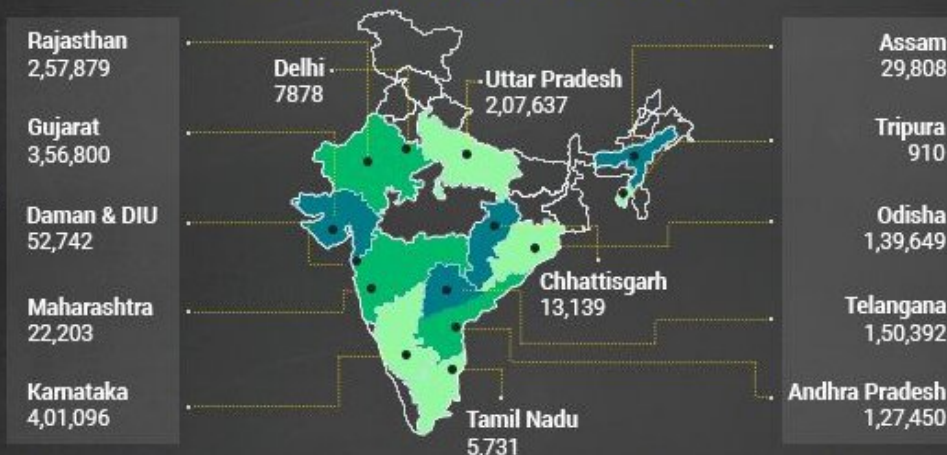 Rajasthan
2,57,879
Gujarat
3,56,800
Daman & DIU
52,742
Maharashtra
22,203
Karnataka
4,01,096
Delhi
7878
Uttar Pradesh
2,07,637
Chhattisgarh
13,139
Tamil Nadu
5,731
Assam
29,808
Tripura
910
Odisha
1,39,649
Telangana
1,50,392
Andhra Pradesh
1,27,450